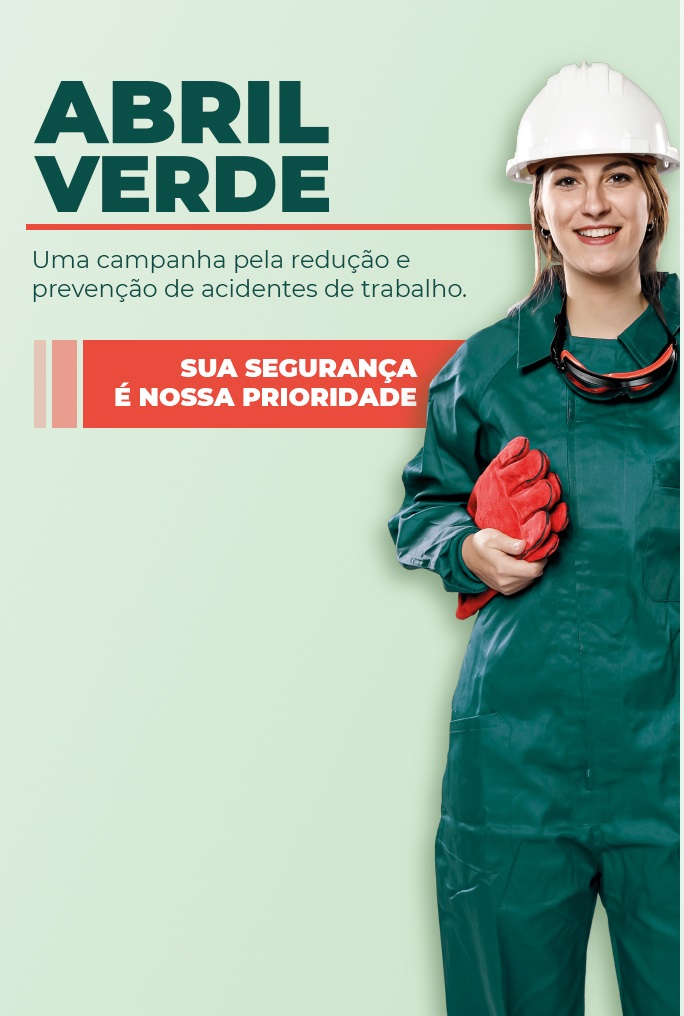 ABRIL
VERDE
Uma campanha pela redução e
prevenção de acidentes de trabalho.
SUA SEGURANÇA
É NOSSA PRIORIDADE